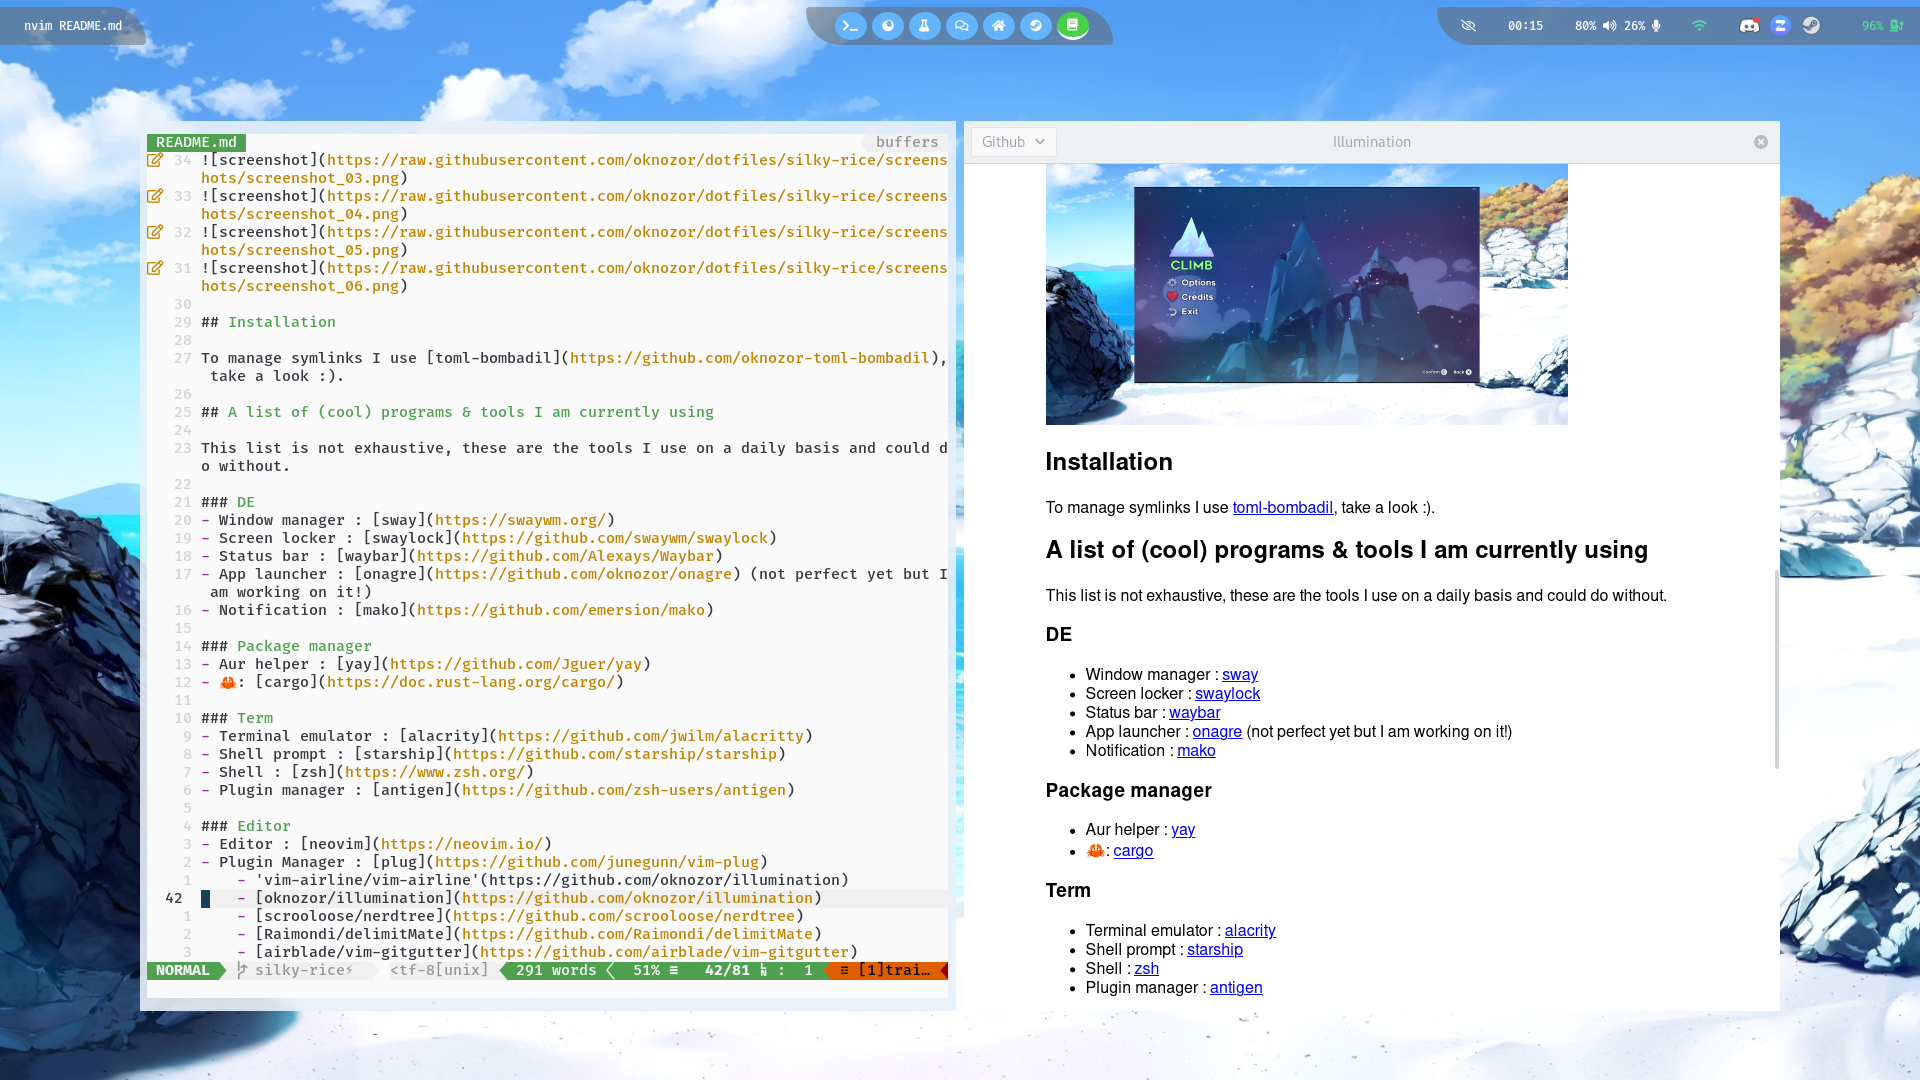 nvim README.md
00:15
80% 26%
96%
README.md
buffers
34 ![screenshot](https://raw.githubusercontent.com/oknozor/dotfiles/silky-rice/screens
hots/screenshot_03.png)
33 ![screenshot](https://raw.githubusercontent.com/oknozor/dotfiles/silky-rice/screens
hots/screenshot_04.png)
32 ![screenshot](https://raw.githubusercontent.com/oknozor/dotfiles/silky-rice/screens
hots/screenshot_05.png)
31 ![screenshot](https://raw.githubusercontent.com/oknozor/dotfiles/silky-rice/screens
hots/screenshot_06.png)
30
29 ## Installation
28
27 To manage symlinks I use [toml-bombadil](https://github.com/oknozor-toml-bombadil),
take a look :).
26
25 ## A list of (cool) programs & tools I am currently using
24
23 This list is not exhaustive, these are the tools I use on a daily basis and could d
o without.
22
21 ### DE
20 - Window manager : [sway](https://swaywm.org/)
19 - Screen locker : [swaylock](https://github.com/swaywm/swaylock)
18 - Status bar : [waybar](https://github.com/Alexays/Waybar)
17 - App launcher : [onagre](https://github.com/oknozor/onagre) (not perfect yet but I
am working on it!)
16 - Notification : [mako](https://github.com/emersion/mako)
15
14 ### Package manager
13 - Aur helper : [yay](https://github.com/Jguer/yay)
12 - 🦀: [cargo](https://doc.rust-lang.org/cargo/)
11
10 ### Term
9 - Terminal emulator : [alacrity](https://github.com/jwilm/alacritty)
8 - Shell prompt : [starship](https://github.com/starship/starship)
7 - Shell : [zsh](https://www.zsh.org/)
6 - Plugin manager : [antigen](https://github.com/zsh-users/antigen)
5
4 ### Editor
3 - Editor : [neovim](https://neovim.io/)
2 - Plugin Manager : [plug](https://github.com/junegunn/vim-plug)
1 - 'vim-airline/vim-airline'(https://github.com/oknozor/illumination)
42 - [oknozor/illumination](https://github.com/oknozor/illumination)
1 - [scrooloose/nerdtree](https://github.com/scrooloose/nerdtree)
2 - [Raimondi/delimitMate](https://github.com/Raimondi/delimitMate)
3 - [airblade/vim-gitgutter](https://github.com/airblade/vim-gitgutter)
NORMAL silky-rice⚡ <tf-8[unix] 291 words 51% ≡ 42/81 ㏑ : 1 ☲ [1]trai…
Github
Illumination
CLIMB
Options
Credits
Exit
Confirm C Back X
Installation
To manage symlinks I use toml-bombadil, take a look :).
A list of (cool) programs & tools I am currently using
This list is not exhaustive, these are the tools I use on a daily basis and could do without.
DE
• Window manager : sway
• Screen locker : swaylock
• Status bar : waybar
• App launcher : onagre (not perfect yet but I am working on it!)
• Notification : mako
Package manager
• Aur helper : yay
• 🦀: cargo
Term
• Terminal emulator : alacrity
• Shell prompt : starship
• Shell : zsh
• Plugin manager : antigen